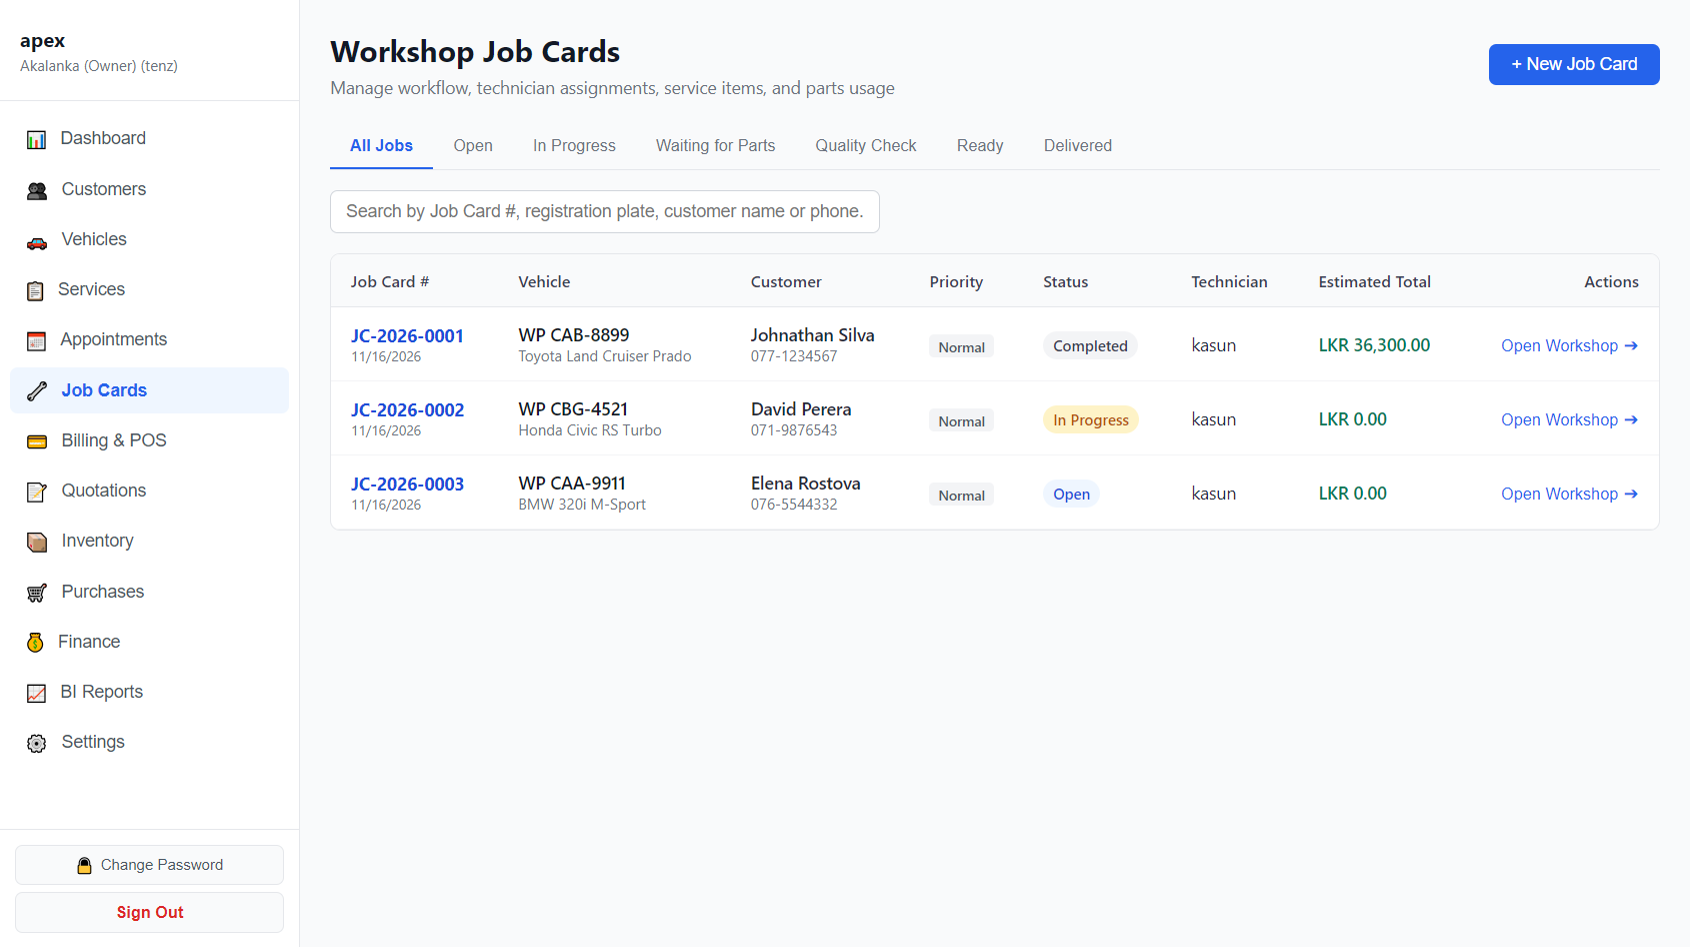 apex
Akalanka (Owner) (tenz)
Dashboard
Customers
Vehicles
Services
Appointments
Job Cards
Billing & POS
Quotations
Inventory
Purchases
Finance
BI Reports
Settings
Change Password
Sign Out
Workshop Job Cards
Manage workflow, technician assignments, service items, and parts usage
+ New Job Card
All Jobs Open In Progress Waiting for Parts Quality Check Ready Delivered
Search by Job Card #, registration plate, customer name or phone.
Job Card # Vehicle Customer Priority Status Technician Estimated Total Actions
JC-2026-0001 WP CAB-8899 Johnathan Silva Normal Completed kasun LKR 36,300.00 Open Workshop →
11/16/2026 Toyota Land Cruiser Prado 077-1234567
JC-2026-0002 WP CBG-4521 David Perera Normal In Progress kasun LKR 0.00 Open Workshop →
11/16/2026 Honda Civic RS Turbo 071-9876543
JC-2026-0003 WP CAA-9911 Elena Rostova Normal Open kasun LKR 0.00 Open Workshop →
11/16/2026 BMW 320i M-Sport 076-5544332